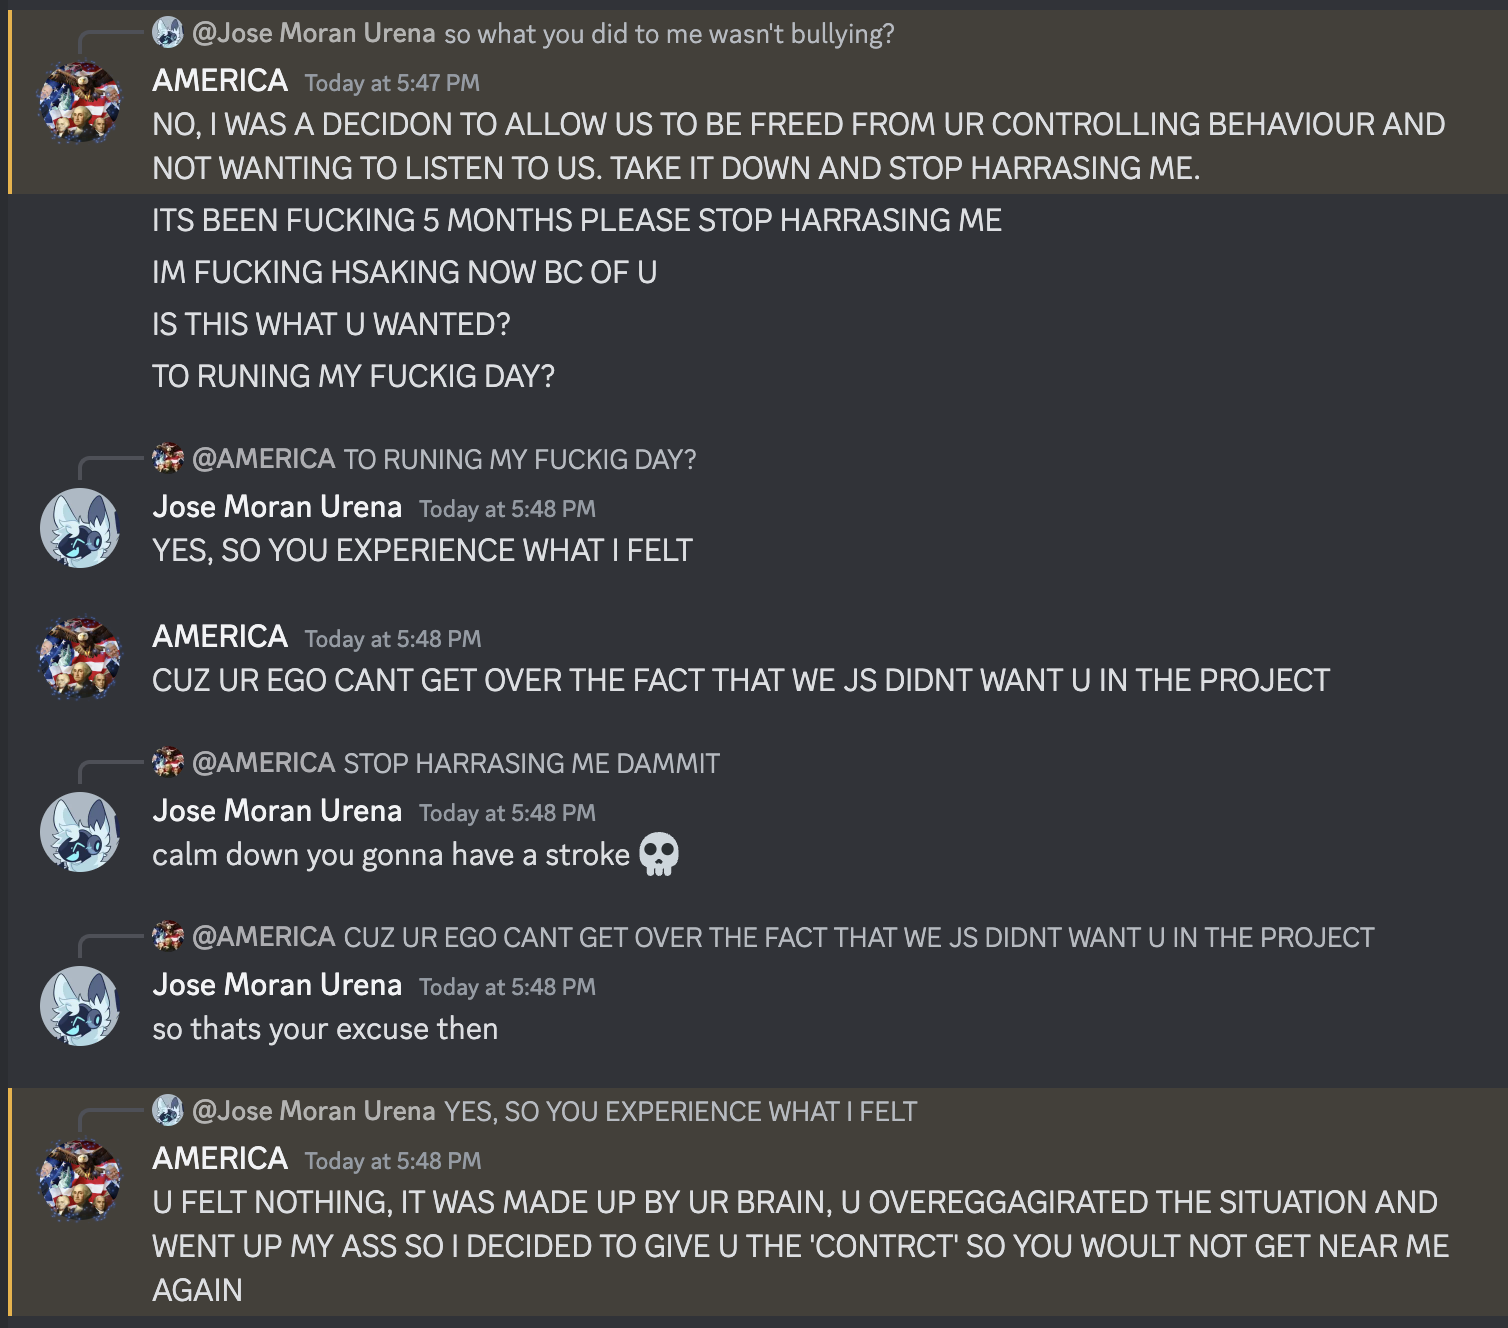 @Jose Moran Urena so what you did to me wasn't bullying?
AMERICA Today at 5:47 PM
NO, I WAS A DECIDON TO ALLOW US TO BE FREED FROM UR CONTROLLING BEHAVIOUR AND
NOT WANTING TO LISTEN TO US. TAKE IT DOWN AND STOP HARRASING ME.
ITS BEEN FUCKING 5 MONTHS PLEASE STOP HARRASING ME
IM FUCKING HSAKING NOW BC OF U
IS THIS WHAT U WANTED?
TO RUNING MY FUCKIG DAY?
@AMERICA TO RUNING MY FUCKIG DAY?
Jose Moran Urena Today at 5:48 PM
YES, SO YOU EXPERIENCE WHAT I FELT
AMERICA Today at 5:48 PM
CUZ UR EGO CANT GET OVER THE FACT THAT WE JS DIDNT WANT U IN THE PROJECT
@AMERICA STOP HARRASING ME DAMMIT
Jose Moran Urena Today at 5:48 PM
calm down you gonna have a stroke 💀
@AMERICA CUZ UR EGO CANT GET OVER THE FACT THAT WE JS DIDNT WANT U IN THE PROJECT
Jose Moran Urena Today at 5:48 PM
so thats your excuse then
@Jose Moran Urena YES, SO YOU EXPERIENCE WHAT I FELT
AMERICA Today at 5:48 PM
U FELT NOTHING, IT WAS MADE UP BY UR BRAIN, U OVEREGGAGIRATED THE SITUATION AND
WENT UP MY ASS SO I DECIDED TO GIVE U THE 'CONTRCT' SO YOU WOULT NOT GET NEAR ME
AGAIN